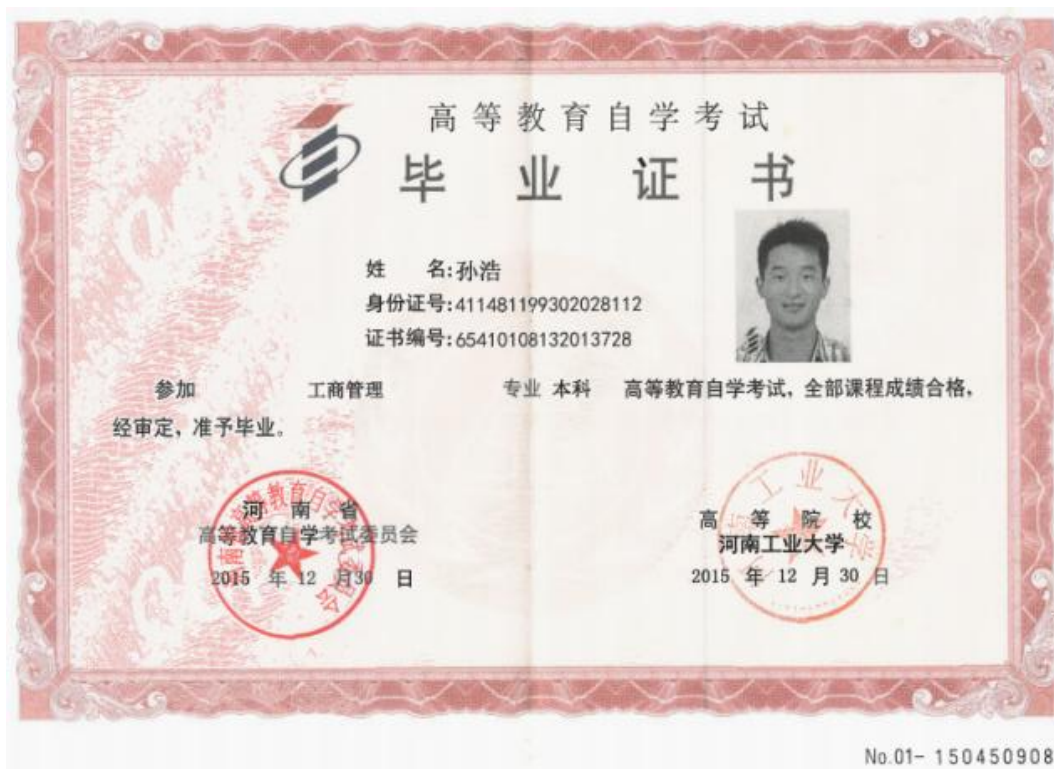 高等教育自学考试
毕业证书
姓 名:孙浩
身份证号:411481199302028112
证书编号:65410108132013728
参加 工商管理 专业 本科 高等教育自学考试，全部课程成绩合格，
经审定，准予毕业。
河南省
高等教育自学考试委员会
2015 年 12 月 30 日
高等院校
河南工业大学
2015 年 12 月 30 日
No.01- 150450908